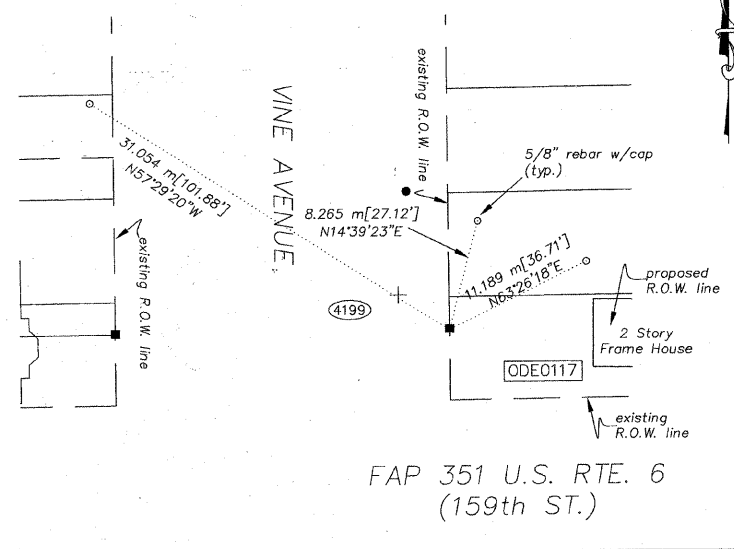 existing R.O.W. line
VINE AVENUE
31.054 m[101.88']
N57°29'20"W
5/8" rebar w/cap
(typ.)
8.265 m[27.12']
N14°39'23"E
11.189 m[36.71']
N63°26'18"E
existing
R.O.W.
line
proposed
R.O.W. line
4199
2 Story
Frame House
ODE0117
existing
R.O.W. line
FAP 351 U.S. RTE. 6
(159th ST.)